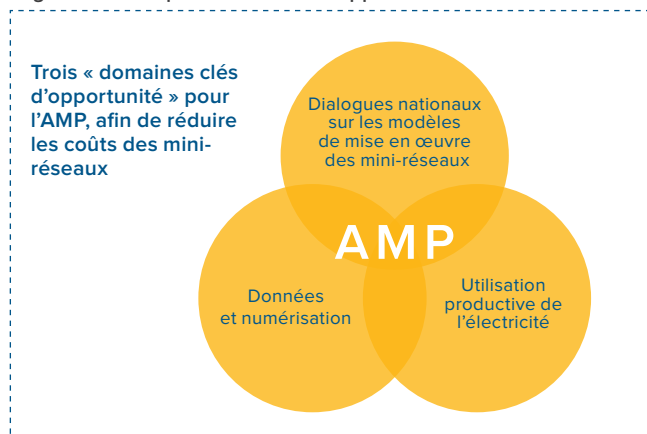 Trois « domaines clés
d’opportunité » pour
l’AMP, afin de réduire
les coûts des mini-
réseaux
Dialogues nationaux
sur les modèles
de mise en œuvre
des mini-réseaux
AMP
Données
et numérisation
Utilisation
productive de
l’électricité